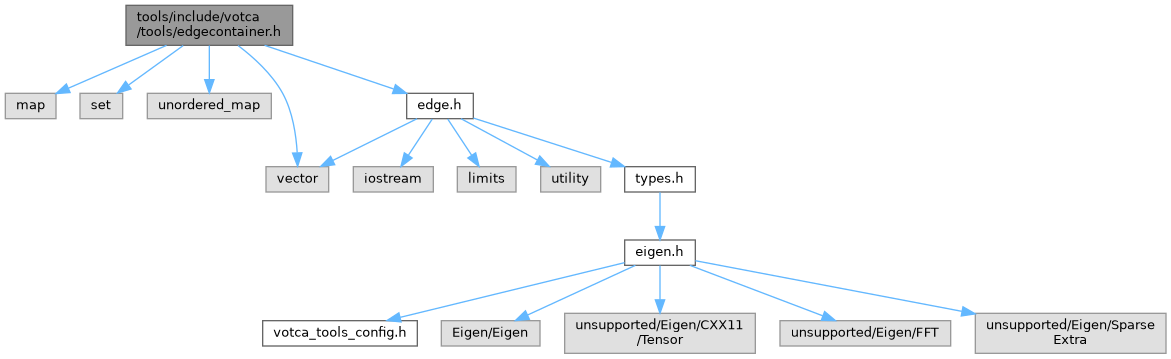 tools/include/votca
/tools/edgecontainer.h
map
set
unordered_map
edge.h
vector
iostream
limits
utility
types.h
eigen.h
votca_tools_config.h
Eigen/Eigen
unsupported/Eigen/CXX11
/Tensor
unsupported/Eigen/FFT
unsupported/Eigen/Sparse
Extra